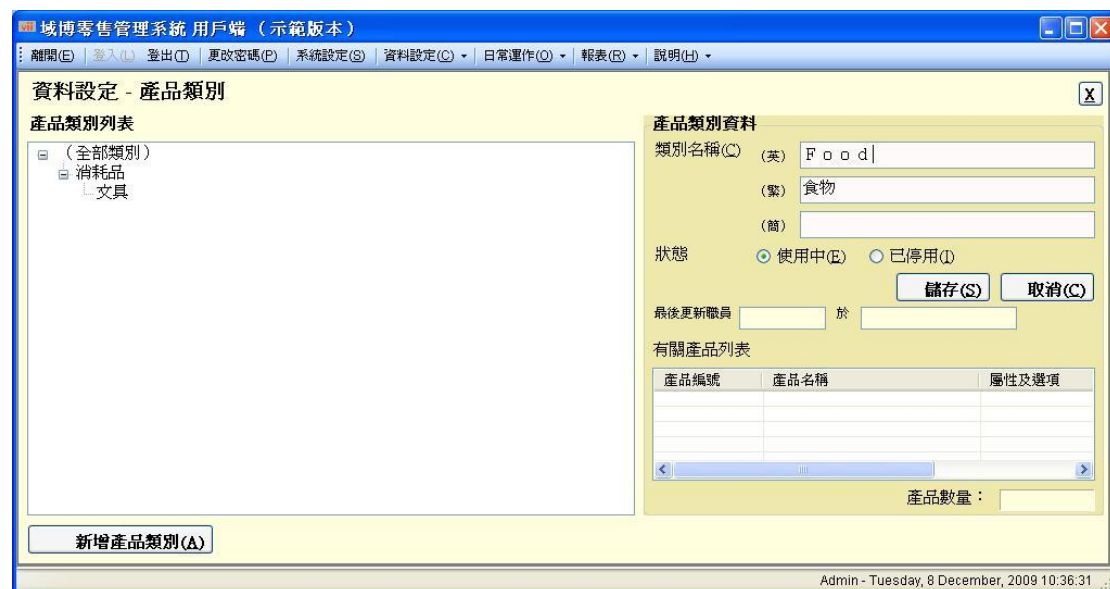 域博零售管理系統 用戶端 （示範版本）
離開(E) 登入(L) 登出(T) 更改密碼(P) 系統設定(S) 資料設定(C) 日常運作(O) 報表(R) 說明(H)
資料設定 - 產品類別
X
產品類別列表
（全部類別）
消耗品
文具
新增產品類別(A)
產品類別資料
類別名稱(C) (英) Ｆｏｏｄ
(繁) 食物
(簡)
狀態 使用中(E) 已停用(I)
儲存(S) 取消(C)
最後更新職員 於
有關產品列表
產品編號 產品名稱 屬性及選項
產品數量：
Admin - Tuesday, 8 December, 2009 10:36:31